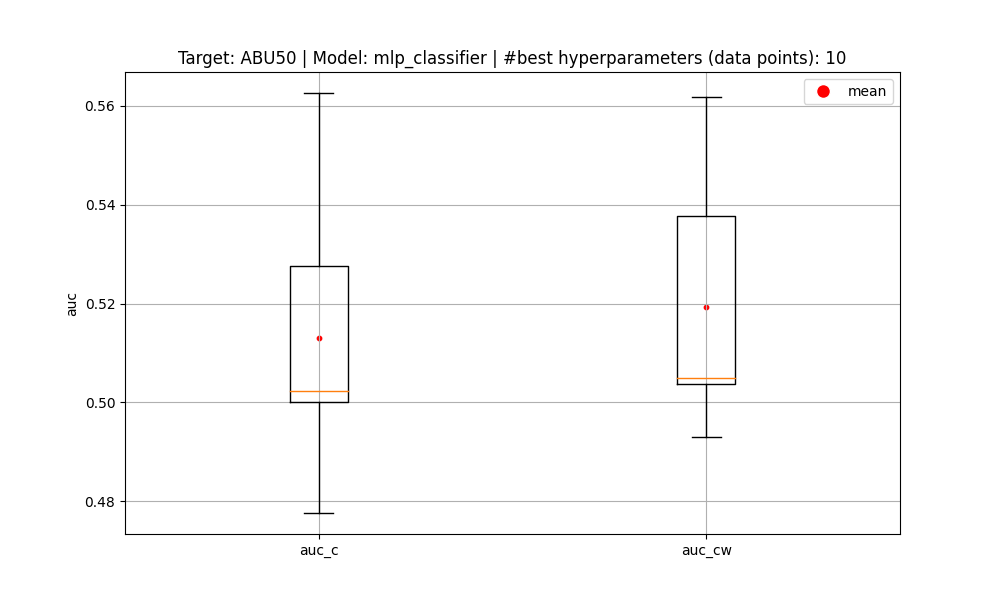 Target: ABU50 | Model: mlp_classifier | #best hyperparameters (data points): 10
mean
0.56
0.54
0.52
0.50
0.48
auc
auc_c
auc_cw